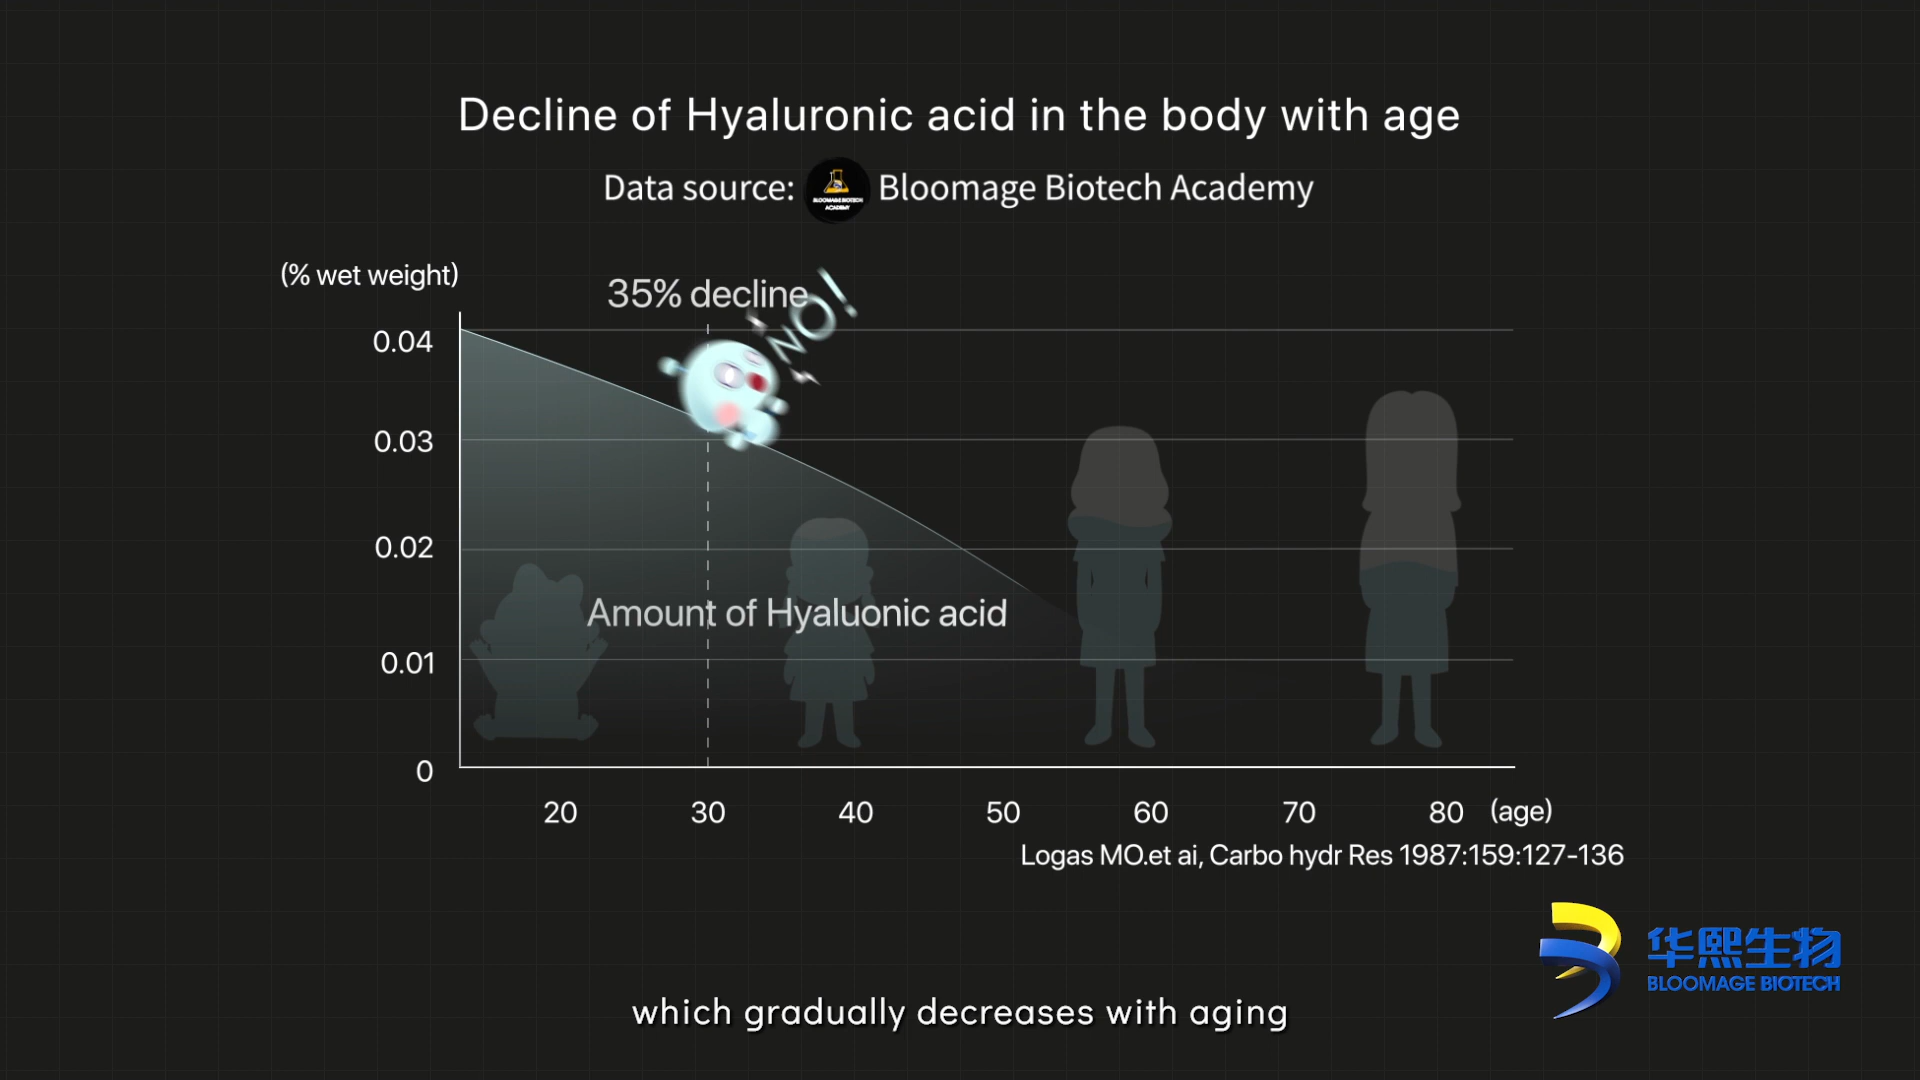 Decline of Hyaluronic acid in the body with age
Data source: BLOOMAGE BIOTECH ACADEMY Bloomage Biotech Academy
(% wet weight)
35% decline
NO!
0.04
0.03
0.02
Amount of Hyaluonic acid
0.01
0
20 30 40 50 60 70 80 (age)
Logas MO.et ai, Carbo hydr Res 1987:159:127-136
华熙生物
BLOOMAGE BIOTECH
which gradually decreases with aging